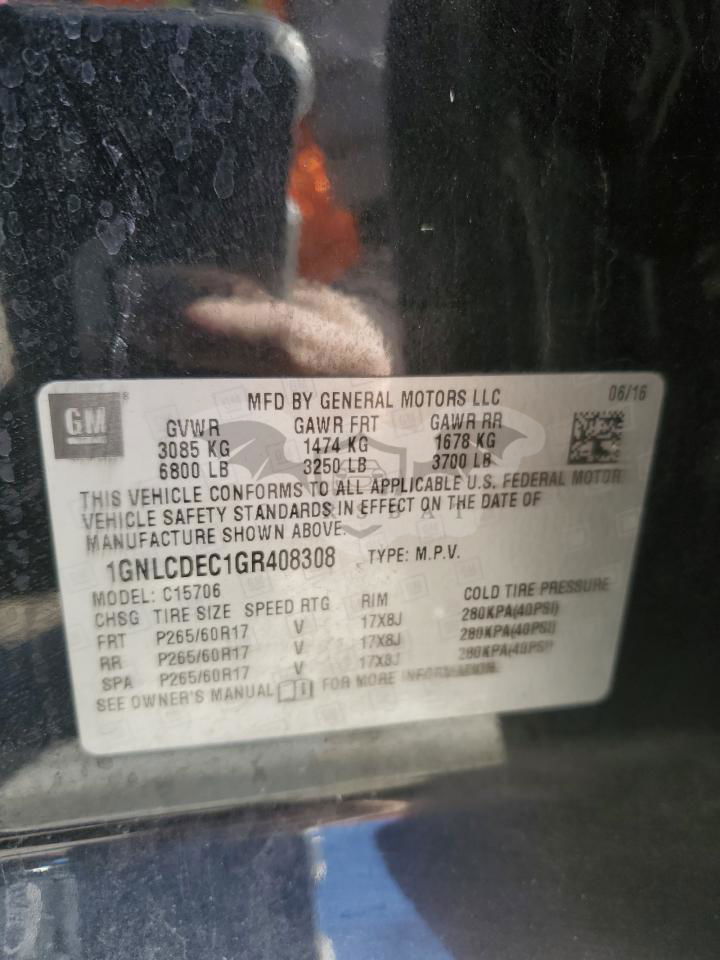 GM ®
MFD BY GENERAL MOTORS LLC 06/16
GVWR GAWR FRT GAWR RR
3085 KG 1474 KG 1678 KG
6800 LB 3250 LB 3700 LB
THIS VEHICLE CONFORMS TO ALL APPLICABLE U.S. FEDERAL MOTOR
VEHICLE SAFETY STANDARDS IN EFFECT ON THE DATE OF
MANUFACTURE SHOWN ABOVE.
1GNLCDEC1GR408308 TYPE: M.P.V.
MODEL: C15706
CHSG TIRE SIZE SPEED RTG RIM COLD TIRE PRESSURE
FRT P265/60R17 V 17X8J 280KPA(40PSI)
RR P265/60R17 V 17X8J 280KPA(40PSI)
SPA P265/60R17 V 17X8J 280KPA(40PSI)
SEE OWNER'S MANUAL FOR MORE INFORMATION.